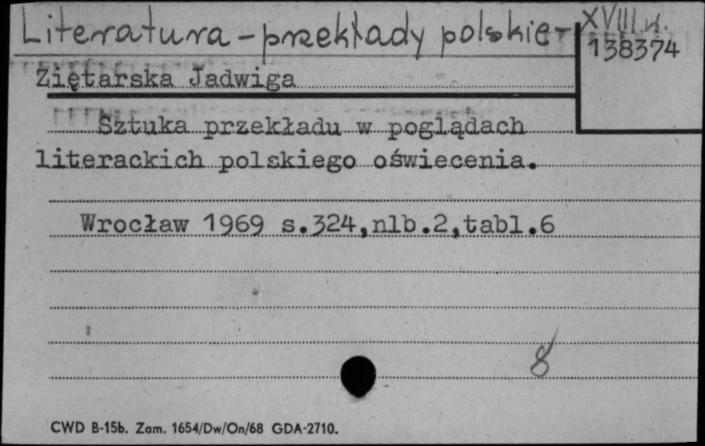 Literatura - przekłady polskie - XVIII w.
138374
Ziętarska Jadwiga
Sztuka przekładu w poglądach
literackich polskiego oświecenia.
Wrocław 1969 s.324,nlb.2,tabl.6
8
CWD B-15b. Zam. 1654/Dw/On/68 GDA-2710.